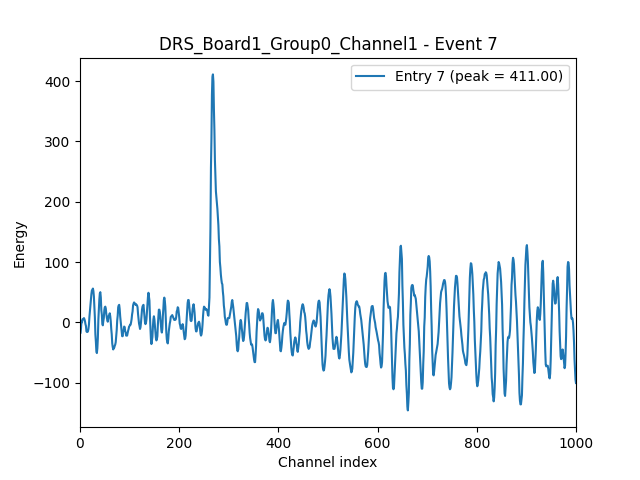 DRS_Board1_Group0_Channel1 - Event 7
Entry 7 (peak = 411.00)
Energy
400
300
200
100
0
−100
0 200 400 600 800 1000
Channel index